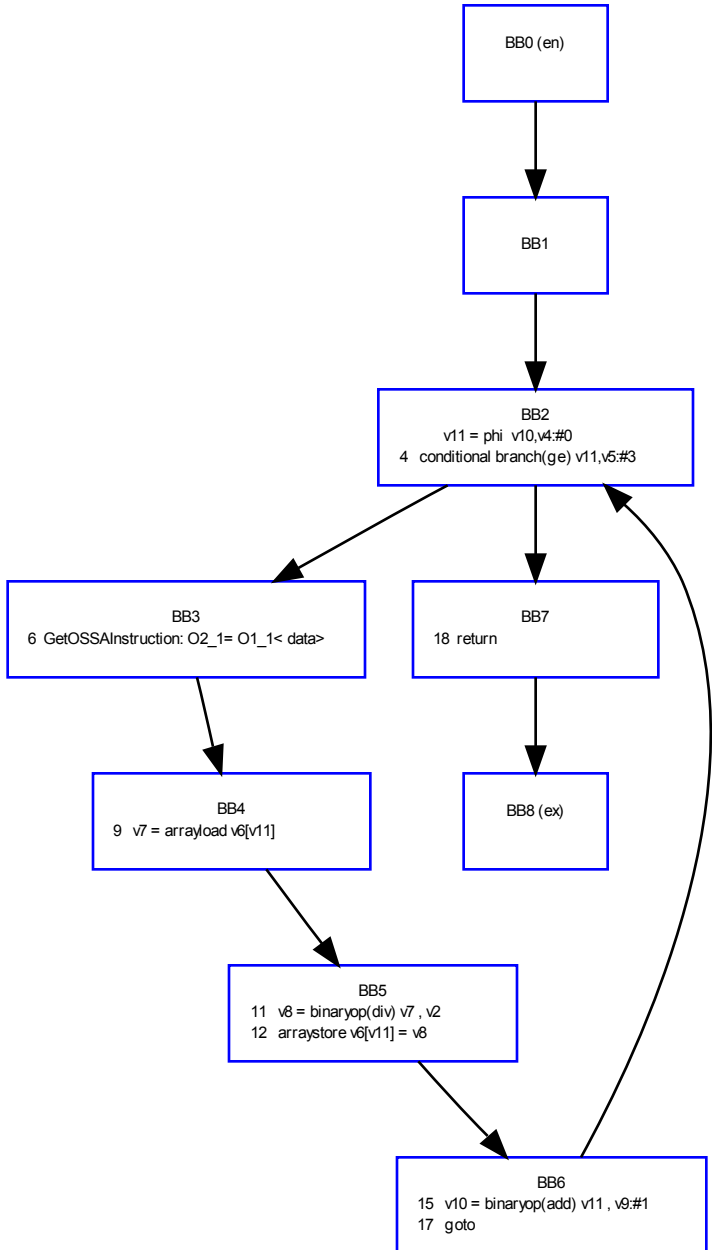 BB0 (en)
BB1
BB2
v11 = phi v10,v4:#0
4 conditional branch(ge) v11,v5:#3
BB3
6 GetOSSAInstruction: O2_1= O1_1< data>
BB7
18 return
BB4
9 v7 = arrayload v6[v11]
BB8 (ex)
BB5
11 v8 = binaryop(div) v7 , v2
12 arraystore v6[v11] = v8
BB6
15 v10 = binaryop(add) v11 , v9:#1
17 goto